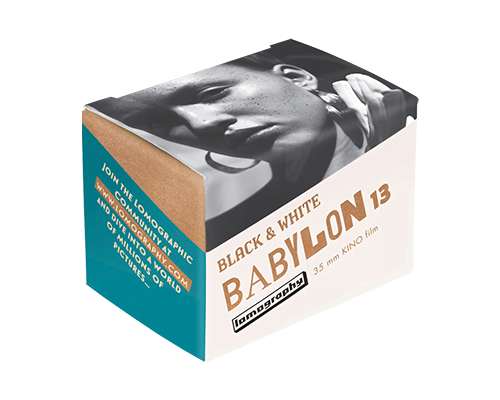 JOIN THE LOMOGRAPHIC
COMMUNITY AT
WWW.LOMOGRAPHY.COM
AND DIVE INTO A WORLD
OF MILLIONS OF
PICTURES...
BLACK & WHITE
BABYLON 13
35 mm KINO film
lomography